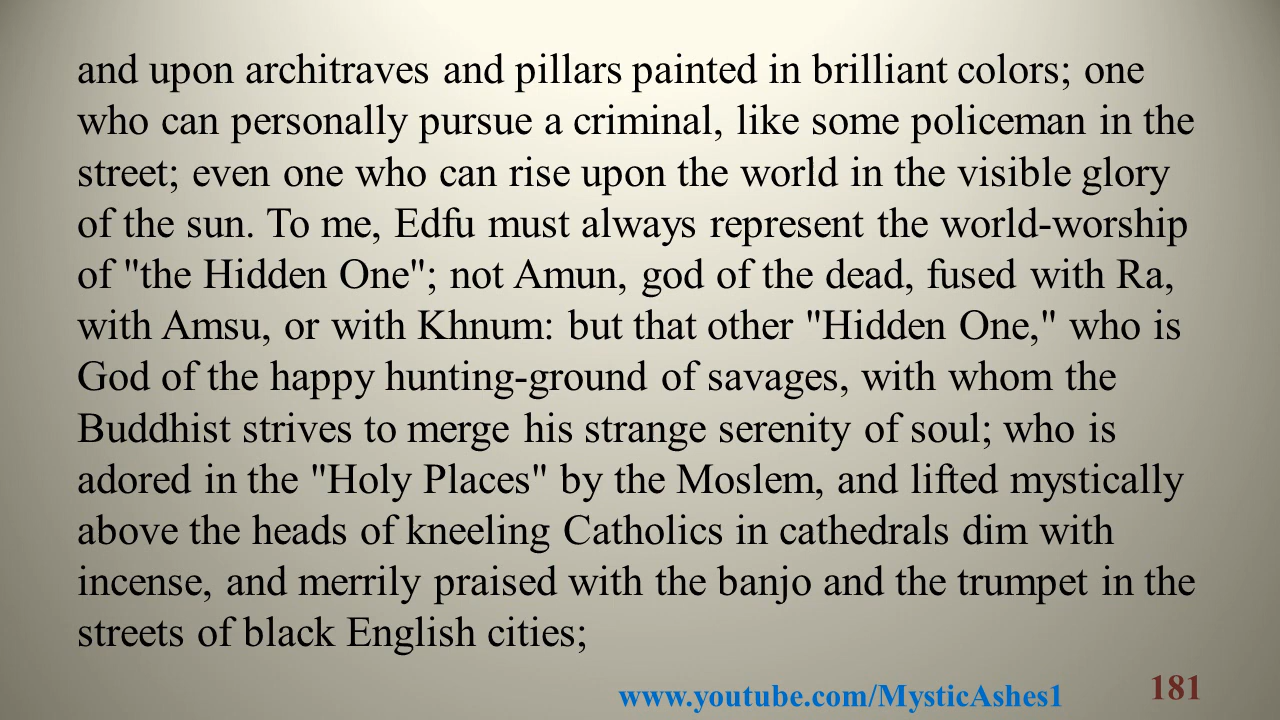 and upon architraves and pillars painted in brilliant colors; one
who can personally pursue a criminal, like some policeman in the
street; even one who can rise upon the world in the visible glory
of the sun. To me, Edfu must always represent the world-worship
of "the Hidden One"; not Amun, god of the dead, fused with Ra,
with Amsu, or with Khnum: but that other "Hidden One," who is
God of the happy hunting-ground of savages, with whom the
Buddhist strives to merge his strange serenity of soul; who is
adored in the "Holy Places" by the Moslem, and lifted mystically
above the heads of kneeling Catholics in cathedrals dim with
incense, and merrily praised with the banjo and the trumpet in the
streets of black English cities;
www.youtube.com/MysticAshes1 181